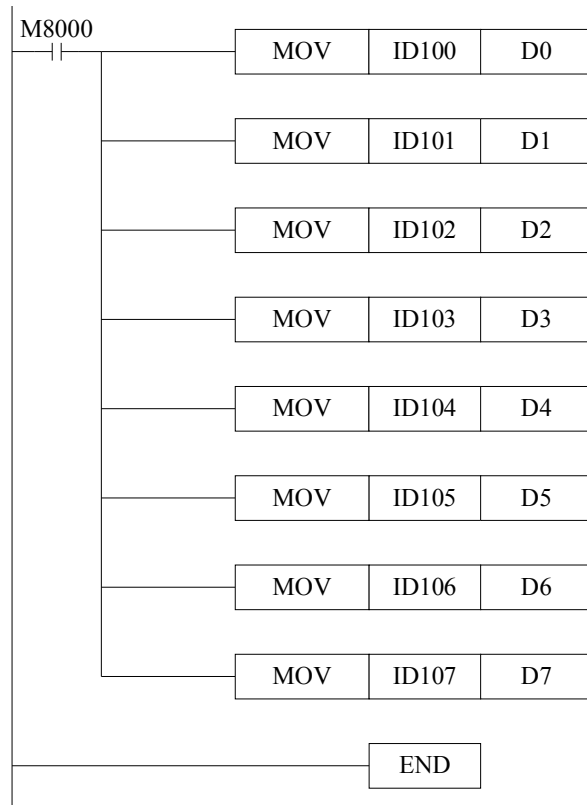 M8000
MOV ID100 D0
MOV ID101 D1
MOV ID102 D2
MOV ID103 D3
MOV ID104 D4
MOV ID105 D5
MOV ID106 D6
MOV ID107 D7
END